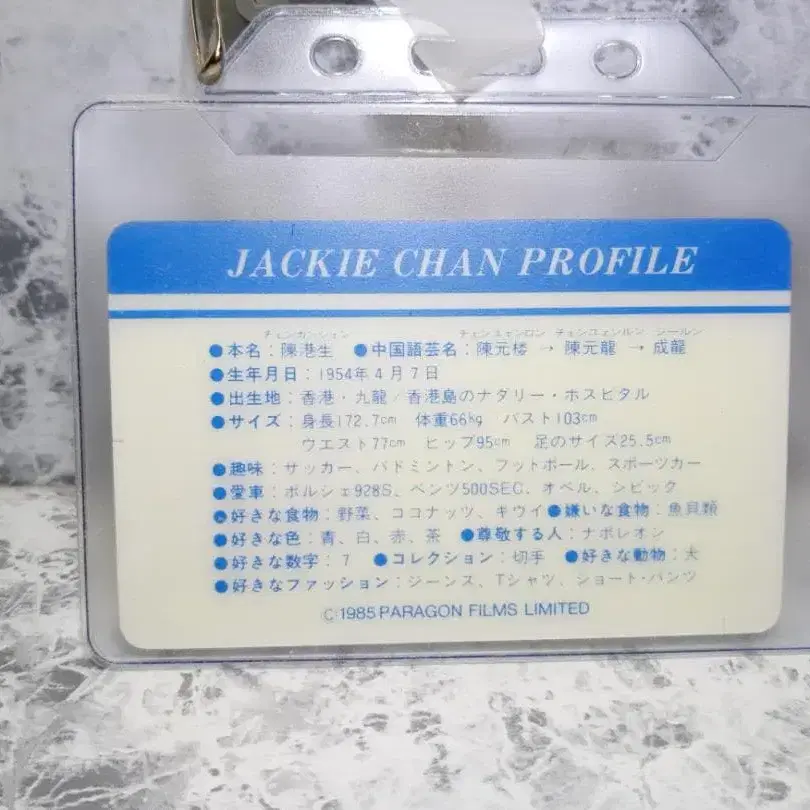 JACKIE CHAN PROFILE
チェンカンシェン チェンユェンロン チェンユェンルン シールン
●本名：陳港生 ●中国語芸名：陳元楼 → 陳元龍 → 成龍
●生年月日：1954年4月7日
●出生地：香港・九龍／香港島のナタリー・ホスピタル
●サイズ：身長172.7cm 体重66kg バスト103cm
ウエスト77cm ヒップ95cm 足のサイズ25.5cm
●趣味：サッカー、バドミントン、フットボール、スポーツカー
●愛車：ポルシェ928S、ベンツ500SEC、オペル、シビック
●好きな食物：野菜、ココナッツ、キウイ●嫌いな食物：魚貝類
●好きな色：青、白、赤、茶 ●尊敬する人：ナポレオン
●好きな数字：7 ●コレクション：切手 ●好きな動物：犬
●好きなファッション：ジーンス、Tシャツ、ショート・パンツ
©1985 PARAGON FILMS LIMITED